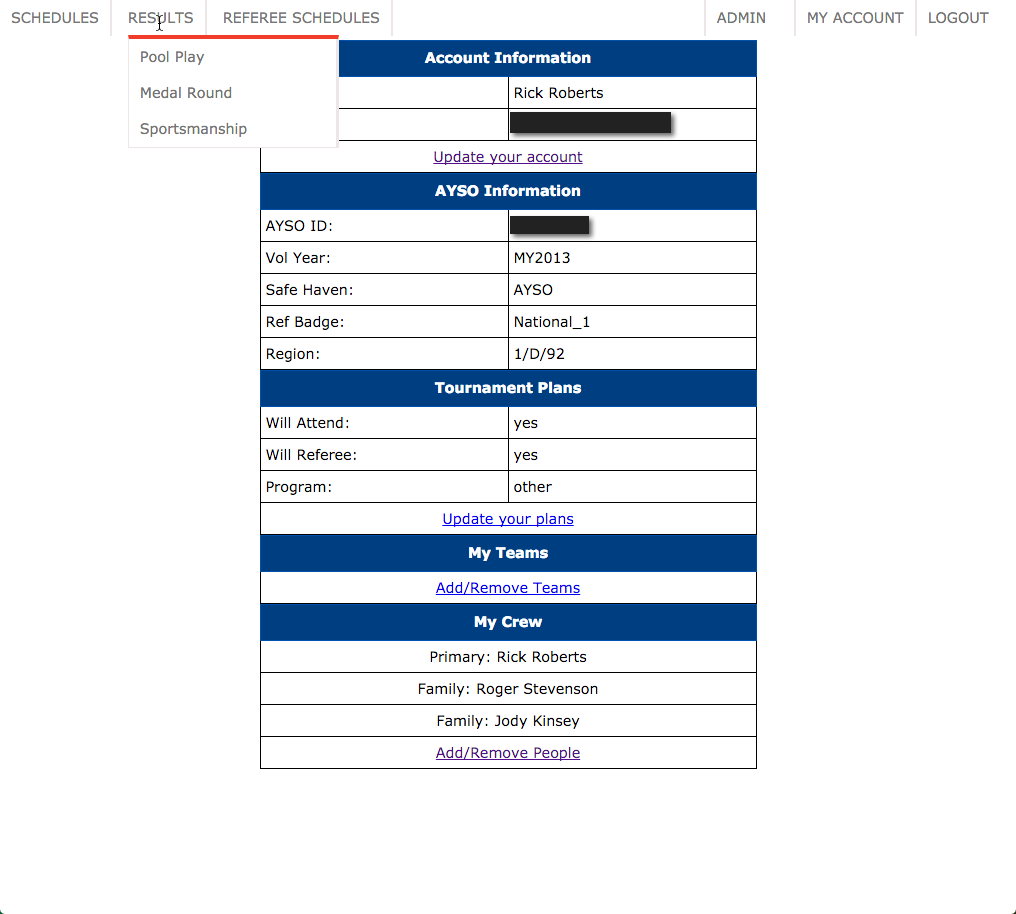 SCHEDULES RESULTS REFEREE SCHEDULES ADMIN MY ACCOUNT LOGOUT
Pool Play
Medal Round
Sportsmanship
Account Information
Rick Roberts
Update your account
AYSO Information
AYSO ID:
Vol Year: MY2013
Safe Haven: AYSO
Ref Badge: National_1
Region: 1/D/92
Tournament Plans
Will Attend: yes
Will Referee: yes
Program: other
Update your plans
My Teams
Add/Remove Teams
My Crew
Primary: Rick Roberts
Family: Roger Stevenson
Family: Jody Kinsey
Add/Remove People